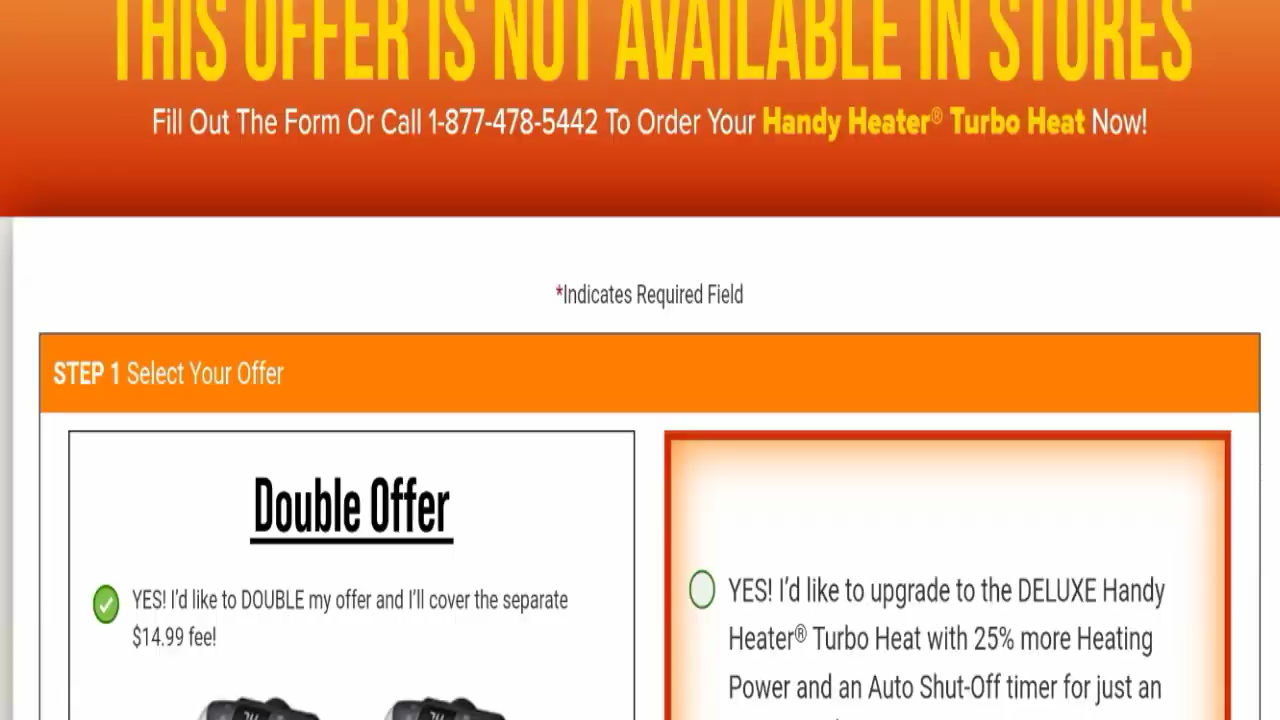 THIS OFFER IS NOT AVAILABLE IN STORES
Fill Out The Form Or Call 1-877-478-5442 To Order Your Handy Heater® Turbo Heat Now!
*Indicates Required Field
STEP 1 Select Your Offer
Double Offer
YES! I'd like to DOUBLE my offer and I'll cover the separate
$14.99 fee!
YES! I'd like to upgrade to the DELUXE Handy
Heater® Turbo Heat with 25% more Heating
Power and an Auto Shut-Off timer for just an